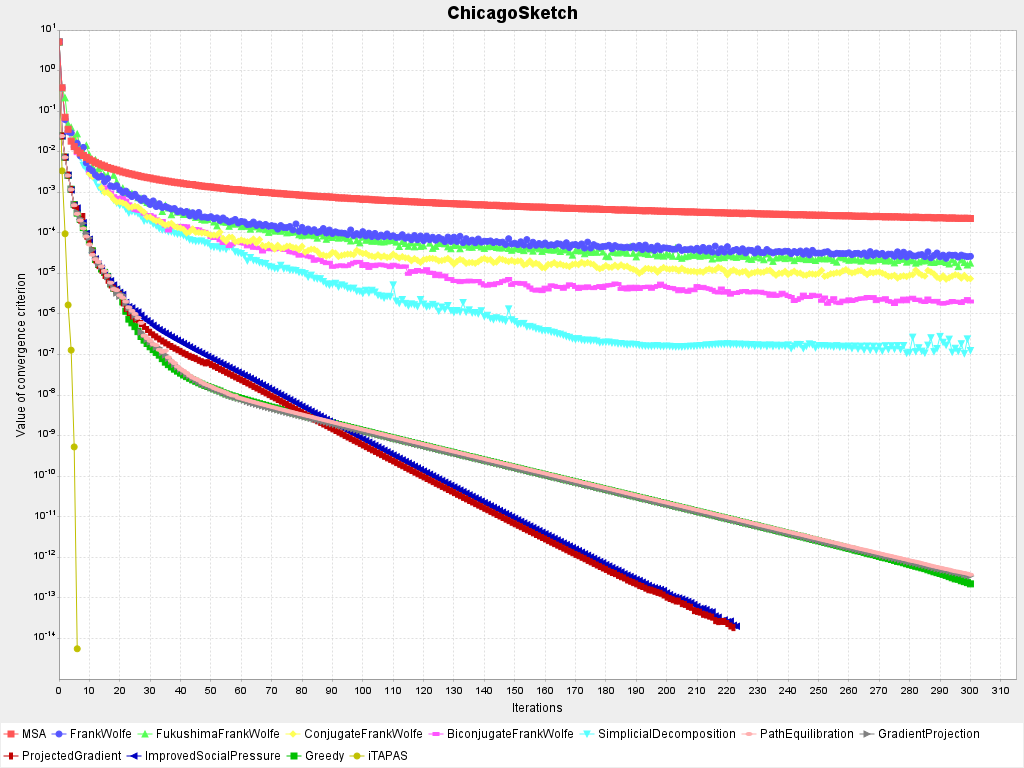 ChicagoSketch
Value of convergence criterion
10^1
10^0
10^-1
10^-2
10^-3
10^-4
10^-5
10^-6
10^-7
10^-8
10^-9
10^-10
10^-11
10^-12
10^-13
10^-14
0 10 20 30 40 50 60 70 80 90 100 110 120 130 140 150 160 170 180 190 200 210 220 230 240 250 260 270 280 290 300 310
Iterations
MSA FrankWolfe FukushimaFrankWolfe ConjugateFrankWolfe BiconjugateFrankWolfe SimplicialDecomposition PathEquilibration GradientProjection
ProjectedGradient ImprovedSocialPressure Greedy iTAPAS